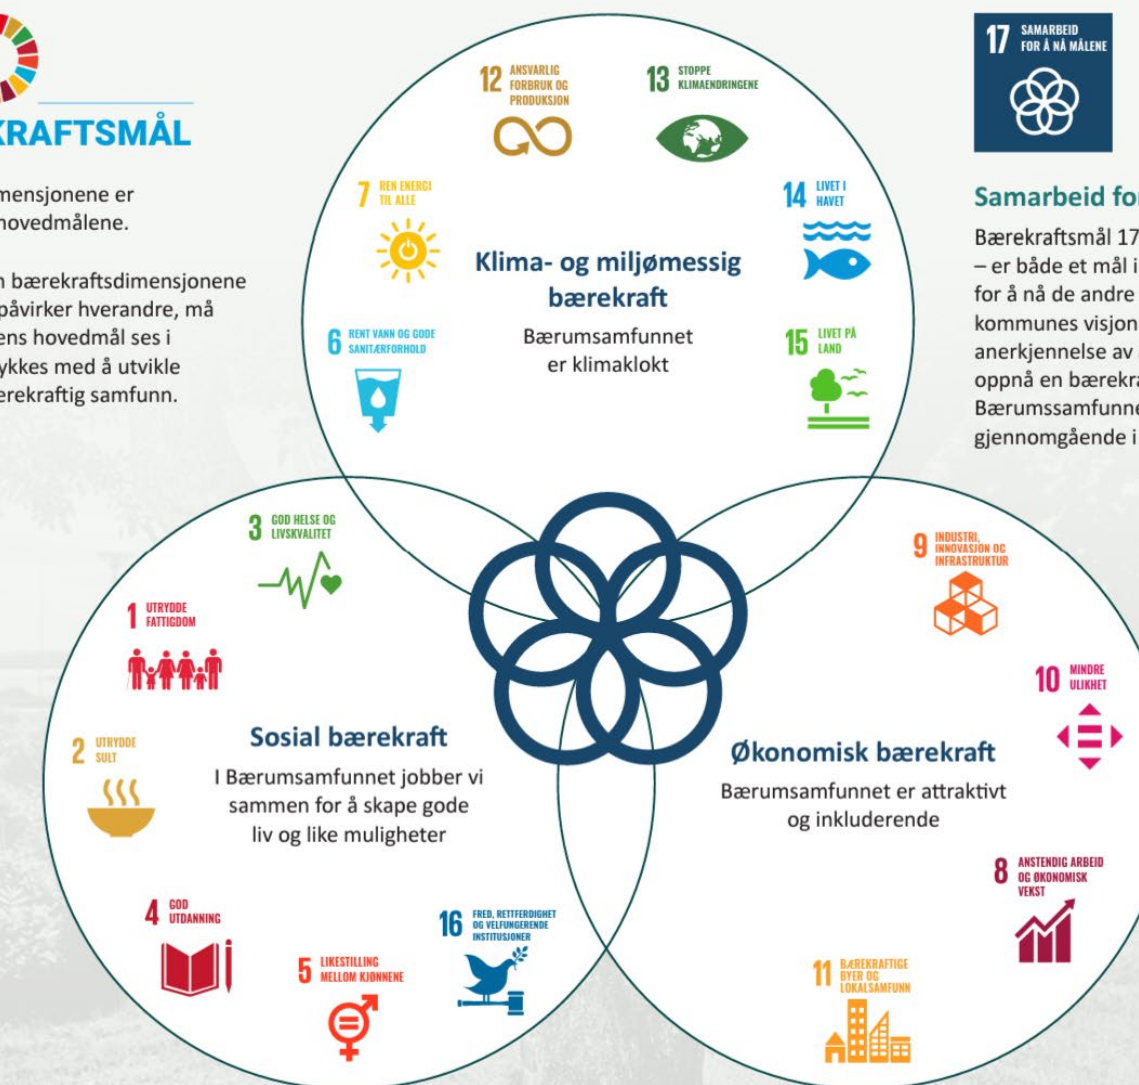 KRAFTSMÅL
mensjonene er
hovedmålene.
n bærekraftsdimensjonene
påvirker hverandre, må
ens hovedmål ses i
ykkes med å utvikle
erekraftig samfunn.
12 ANSVARLIG
FORBRUK OG
PRODUKSJON
13 STOPPE
KLIMAENDRINGENE
7 REN ENERGI
TIL ALLE
14 LIVET I
HAVET
Klima- og miljømessig
bærekraft
Bærumsamfunnet
er klimaklokt
6 RENT VANN OG GODE
SANITÆRFORHOLD
15 LIVET PÅ
LAND
17 SAMARBEID
FOR Å NÅ MÅLENE
Samarbeid for
Bærekraftsmål 17
– er både et mål i
for å nå de andre
kommunes visjon
anerkjennelse av
oppnå en bærekra
Bærumssamfunne
gjennomgående i
3 GOD HELSE OG
LIVSKVALITET
1 UTRYDDE
FATTIGDOM
2 UTRYDDE
SULT
Sosial bærekraft
I Bærumsamfunnet jobber vi
sammen for å skape gode
liv og like muligheter
4 GOD
UTDANNING
5 LIKESTILLING
MELLOM KJØNNENE
16 FRED, RETTFERDIGHET
OG VELFUNGERENDE
INSTITUSJONER
9 INDUSTRI,
INNOVASJON OG
INFRASTRUKTUR
10 MINDRE
ULIKHET
Økonomisk bærekraft
Bærumsamfunnet er attraktivt
og inkluderende
8 ANSTENDIG ARBEID
OG ØKONOMISK
VEKST
11 BÆREKRAFTIGE
BYER OG
LOKALSAMFUNN